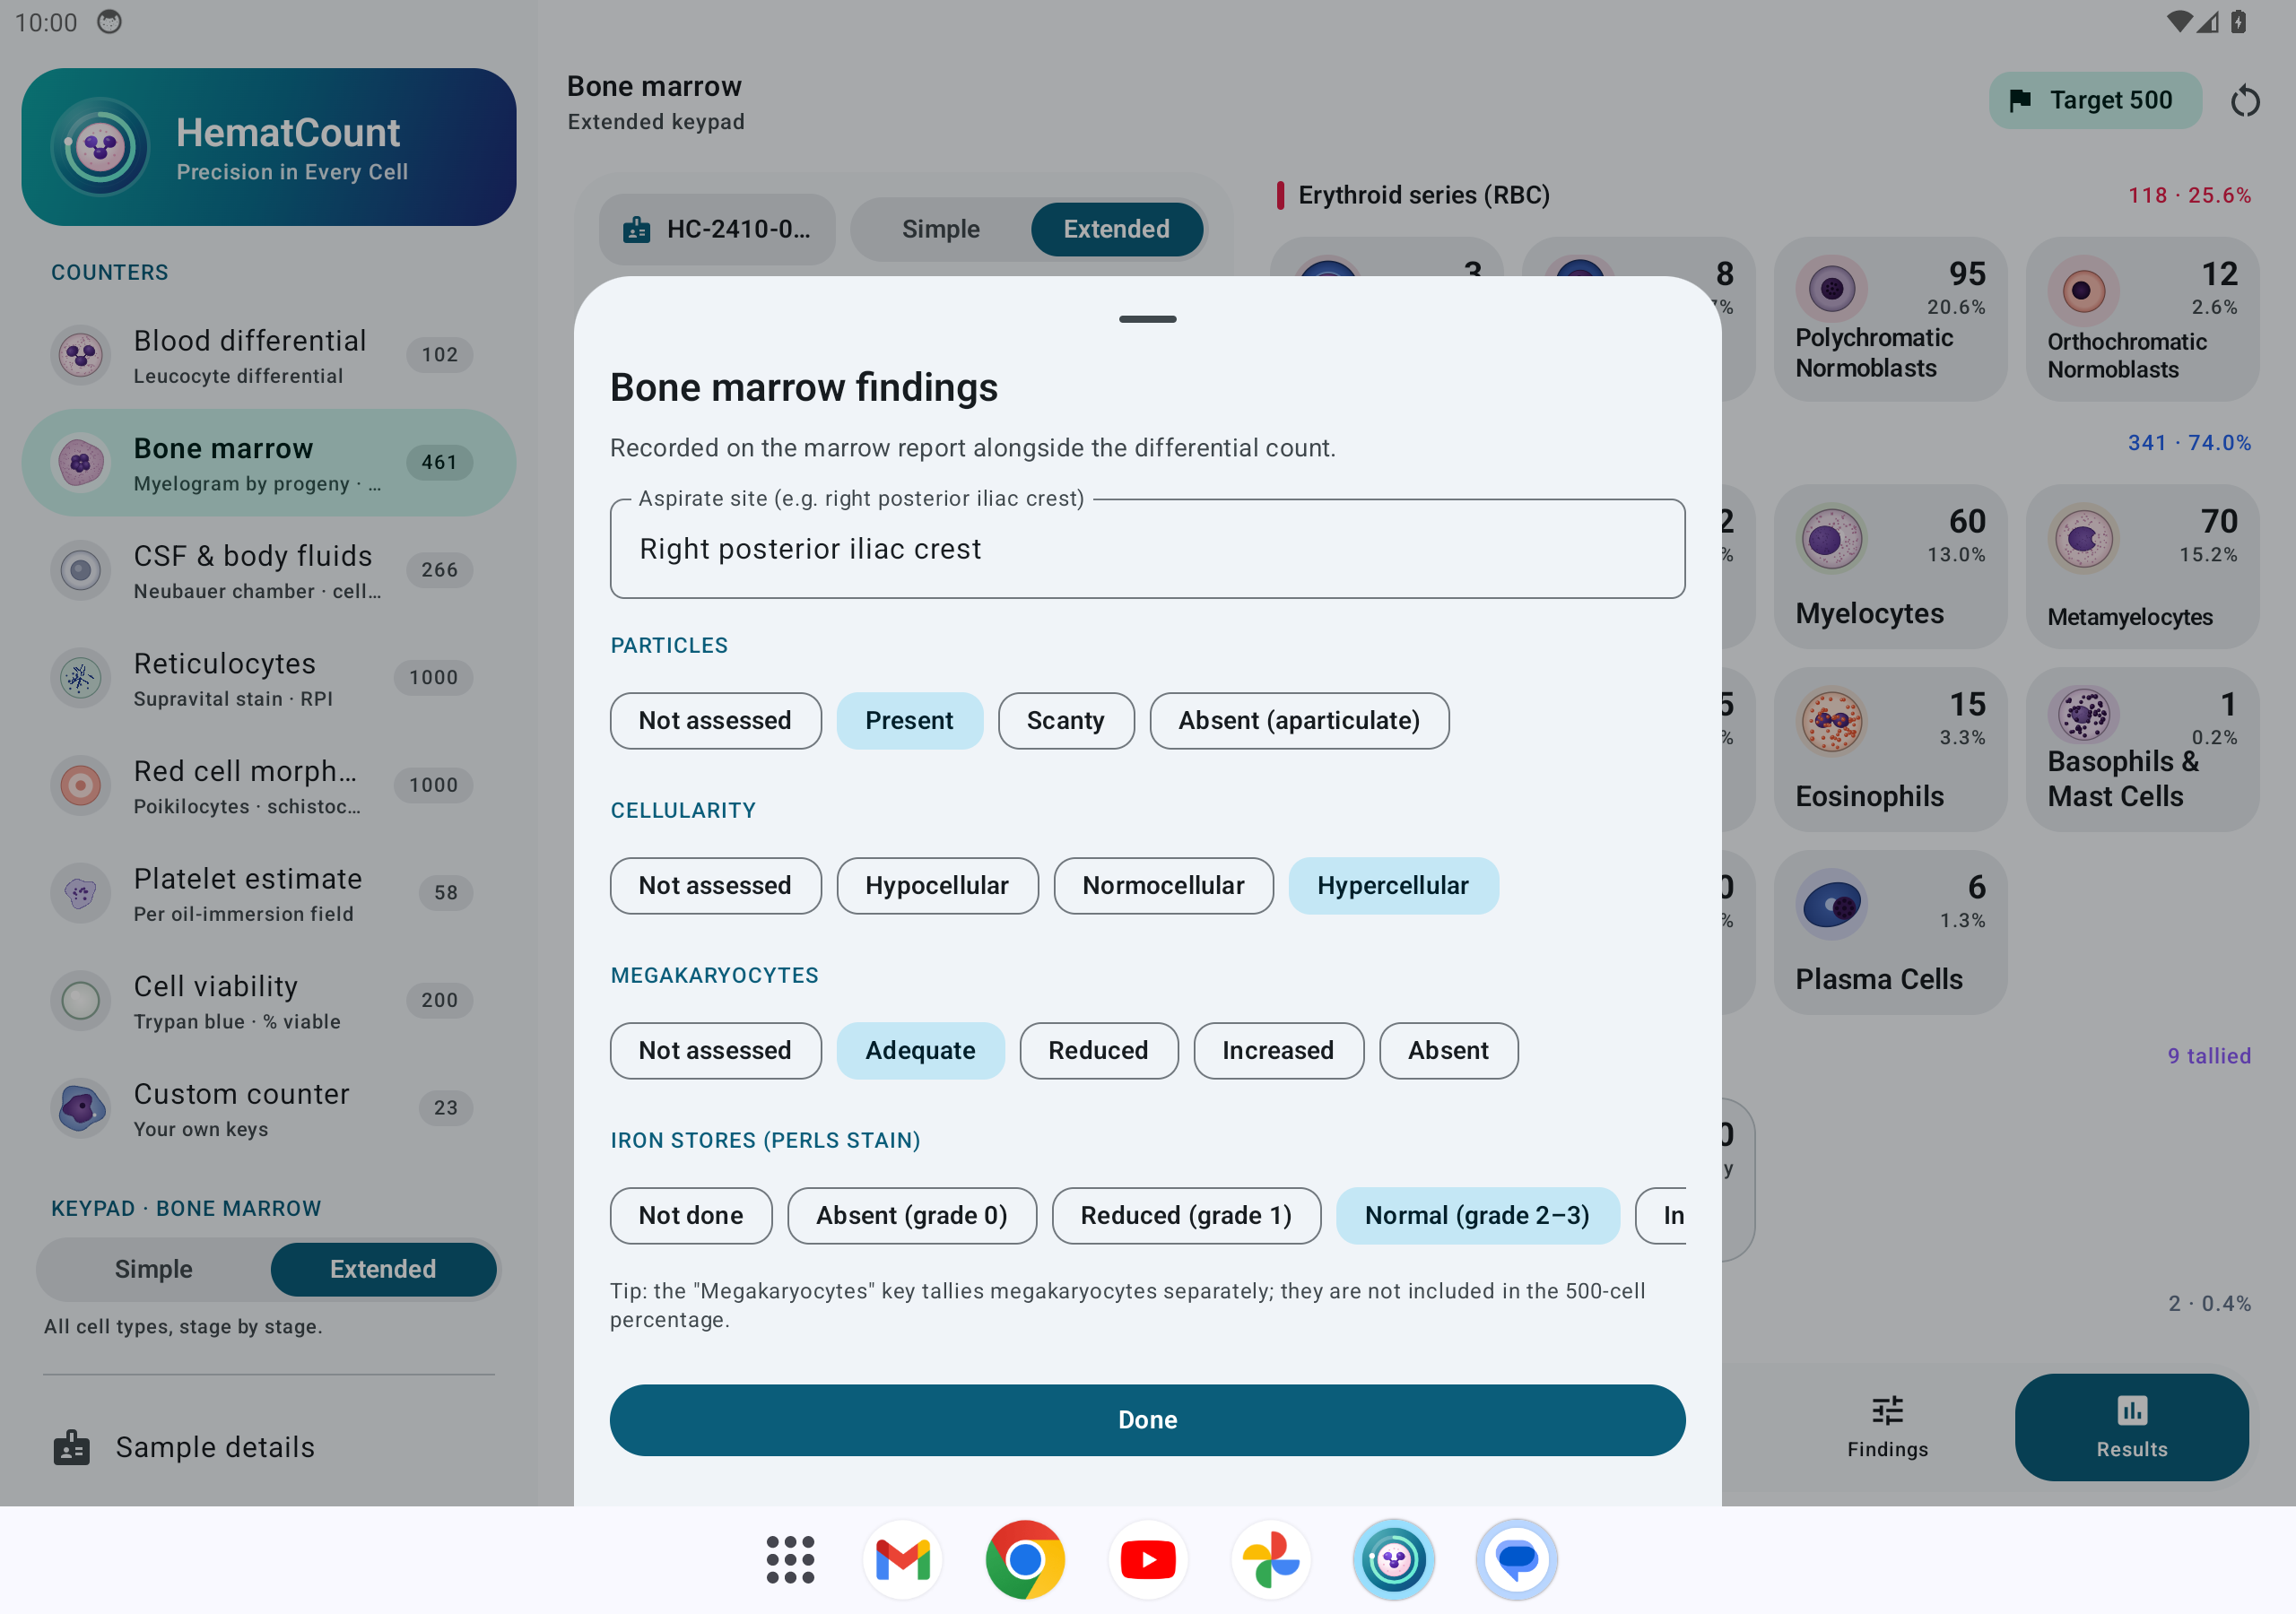 10:00
HematCount
Precision in Every Cell
COUNTERS
Blood differential
Leucocyte differential
102
Bone marrow
Myelogram by progeny · …
461
CSF & body fluids
Neubauer chamber · cell…
266
Reticulocytes
Supravital stain · RPI
1000
Red cell morph…
Poikilocytes · schistoc…
1000
Platelet estimate
Per oil-immersion field
58
Cell viability
Trypan blue · % viable
200
Custom counter
Your own keys
23
KEYPAD · BONE MARROW
Simple
Extended
All cell types, stage by stage.
Sample details
Bone marrow
Extended keypad
Target 500
HC-2410-0…
Simple
Extended
Erythroid series (RBC)
118 · 25.6%
3
8
%
95
20.6%
Polychromatic
Normoblasts
12
2.6%
Orthochromatic
Normoblasts
341 · 74.0%
2
%
60
13.0%
Myelocytes
70
15.2%
Metamyelocytes
5
%
15
3.3%
Eosinophils
1
0.2%
Basophils &
Mast Cells
0
%
6
1.3%
Plasma Cells
9 tallied
0
y
2 · 0.4%
Findings
Results
Bone marrow findings
Recorded on the marrow report alongside the differential count.
Aspirate site (e.g. right posterior iliac crest)
Right posterior iliac crest
PARTICLES
Not assessed
Present
Scanty
Absent (aparticulate)
CELLULARITY
Not assessed
Hypocellular
Normocellular
Hypercellular
MEGAKARYOCYTES
Not assessed
Adequate
Reduced
Increased
Absent
IRON STORES (PERLS STAIN)
Not done
Absent (grade 0)
Reduced (grade 1)
Normal (grade 2–3)
In
Tip: the "Megakaryocytes" key tallies megakaryocytes separately; they are not included in the 500-cell
percentage.
Done